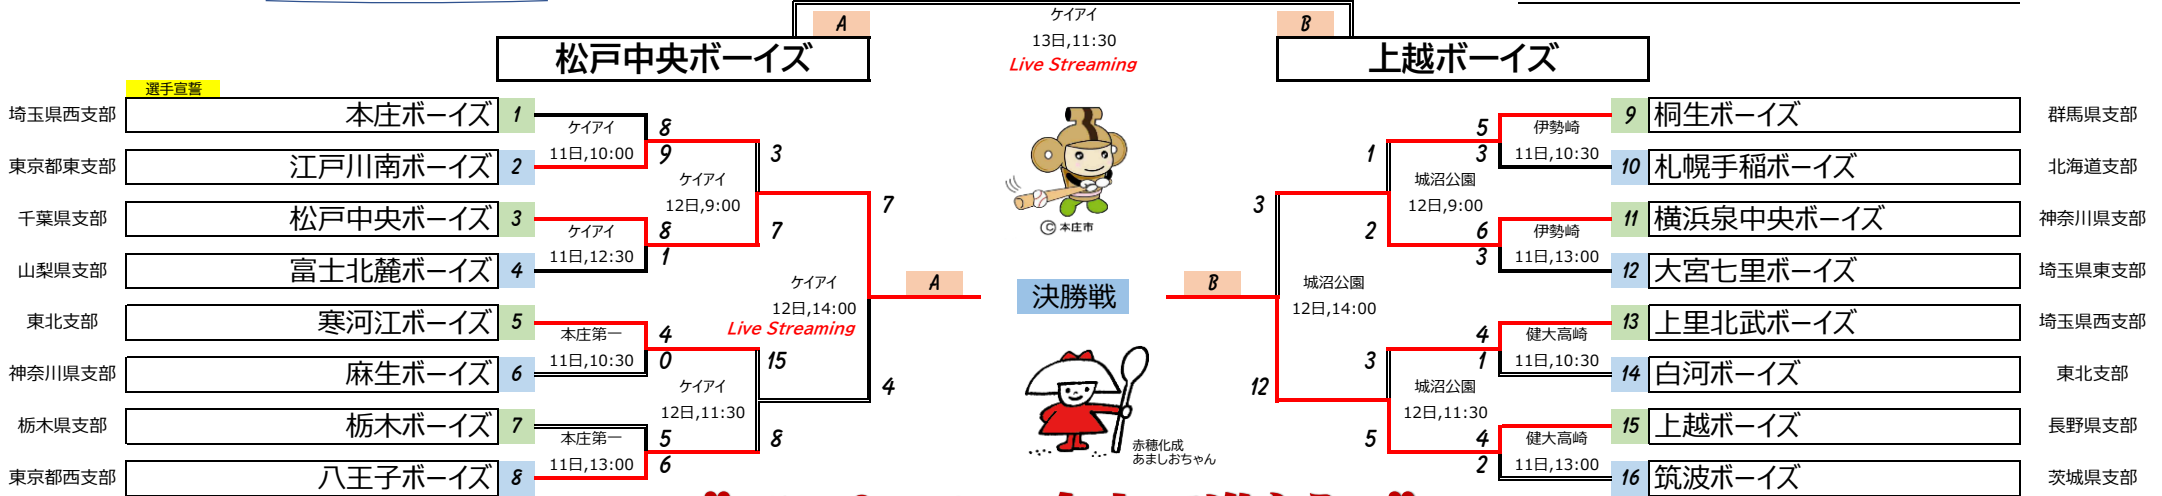 A
ケイアイ
13日,11:30
Live Streaming
B
松戸中央ボーイズ
上越ボーイズ
選手宣誓
埼玉県西支部 本庄ボーイズ 1
東京都東支部 江戸川南ボーイズ 2
千葉県支部 松戸中央ボーイズ 3
山梨県支部 富士北麓ボーイズ 4
東北支部 寒河江ボーイズ 5
神奈川県支部 麻生ボーイズ 6
栃木県支部 栃木ボーイズ 7
東京都西支部 八王子ボーイズ 8
ケイアイ
11日,10:00
8
9
ケイアイ
11日,12:30
8
1
本庄第一
11日,10:30
4
0
本庄第一
11日,13:00
5
6
3
ケイアイ
12日,9:00
7
15
ケイアイ
12日,11:30
8
7
ケイアイ
12日,14:00
Live Streaming
4
A
©本庄市
決勝戦
赤穂化成
あましおちゃん
B
3
城沼公園
12日,14:00
12
1
城沼公園
12日,9:00
2
3
城沼公園
12日,11:30
5
5
伊勢崎
3
11日,10:30
6
伊勢崎
3
11日,13:00
4
健大高崎
1
11日,10:30
4
健大高崎
2
11日,13:00
9 桐生ボーイズ 群馬県支部
10 札幌手稲ボーイズ 北海道支部
11 横浜泉中央ボーイズ 神奈川県支部
12 大宮七里ボーイズ 埼玉県東支部
13 上里北武ボーイズ 埼玉県西支部
14 白河ボーイズ 東北支部
15 上越ボーイズ 長野県支部
16 筑波ボーイズ 茨城県支部